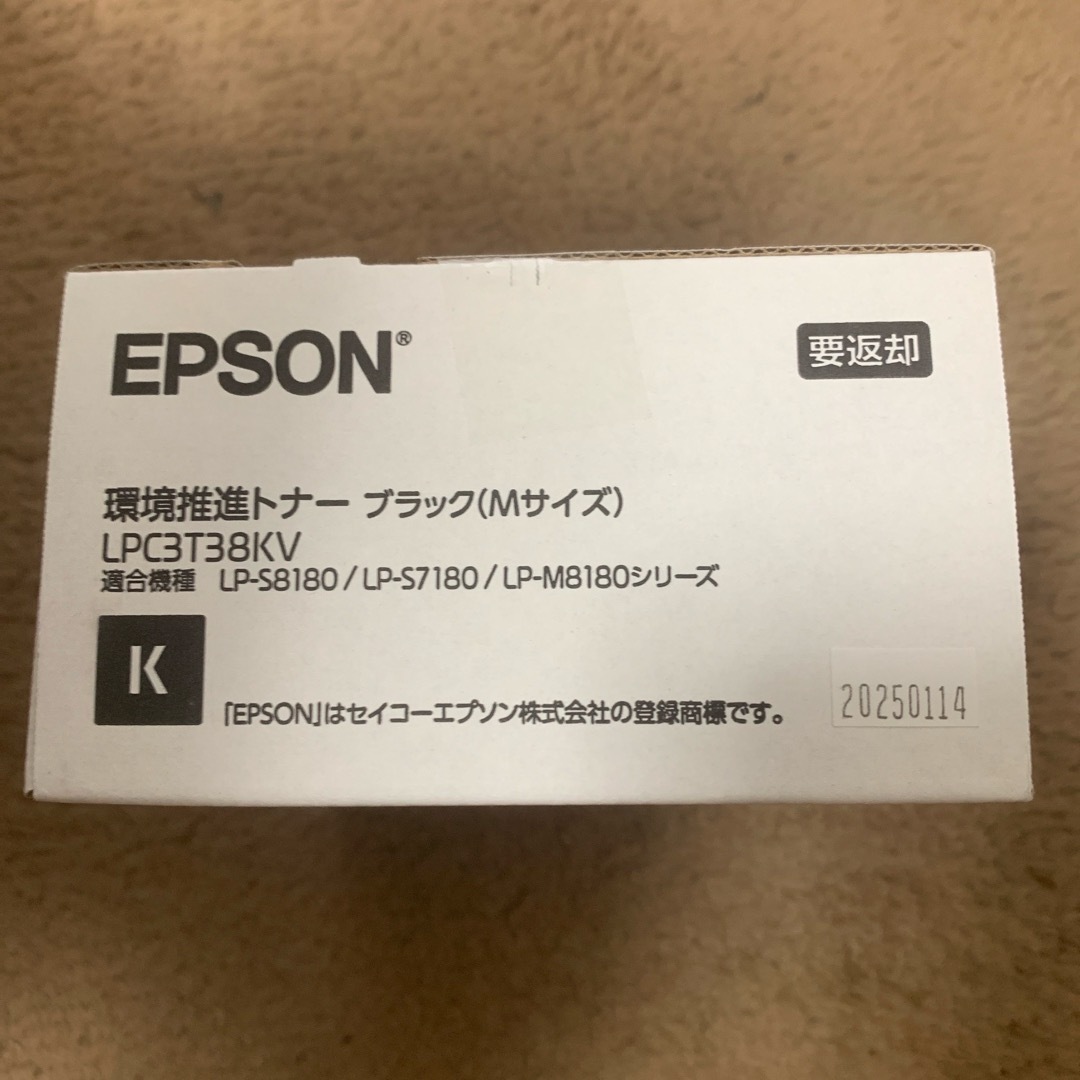 EPSON®
要返却
環境推進トナー ブラック(Mサイズ)
LPC3T38KV
適合機種 LP-S8180/LP-S7180/LP-M8180シリーズ
K
「EPSON」はセイコーエプソン株式会社の登録商標です。
20250114